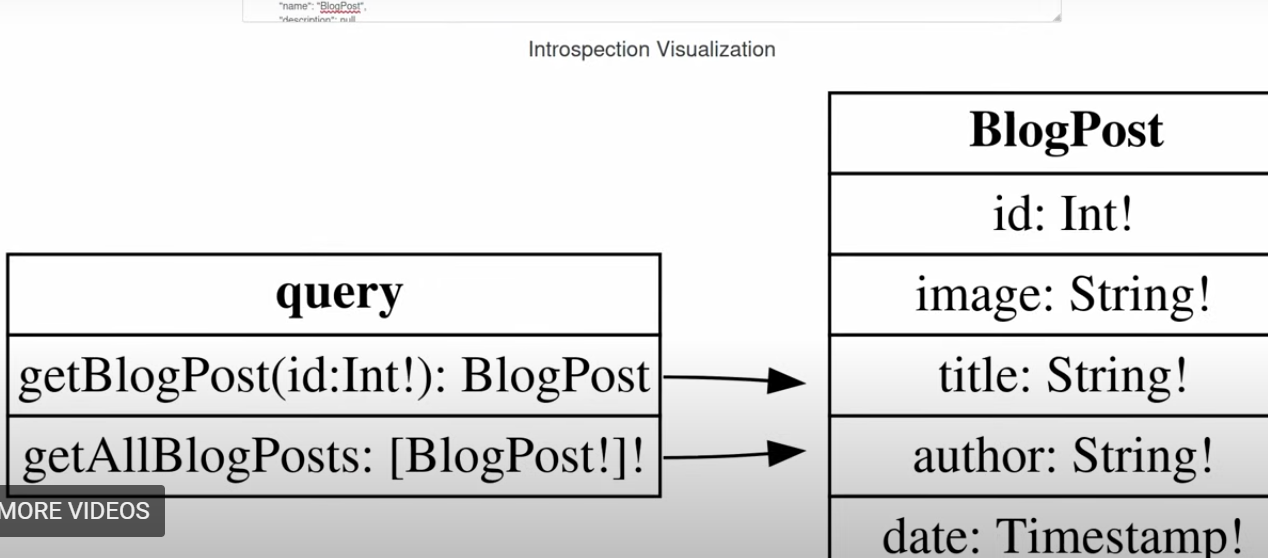 "name": "BlogPost",
"description": null,
Introspection Visualization
query
getBlogPost(id:Int!): BlogPost
getAllBlogPosts: [BlogPost!]!
BlogPost
id: Int!
image: String!
title: String!
author: String!
date: Timestamp!
MORE VIDEOS